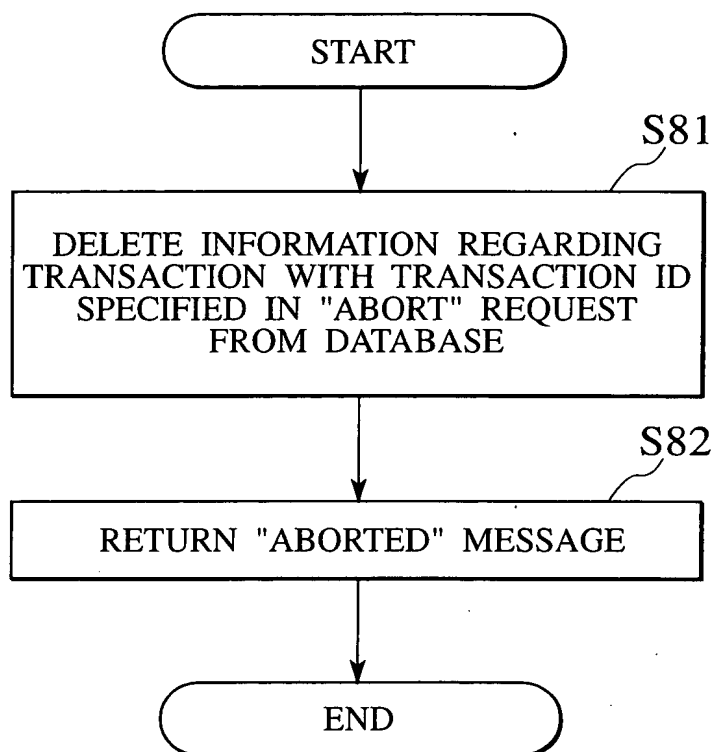 START
S81
DELETE INFORMATION REGARDING
TRANSACTION WITH TRANSACTION ID
SPECIFIED IN "ABORT" REQUEST
FROM DATABASE
S82
RETURN "ABORTED" MESSAGE
END